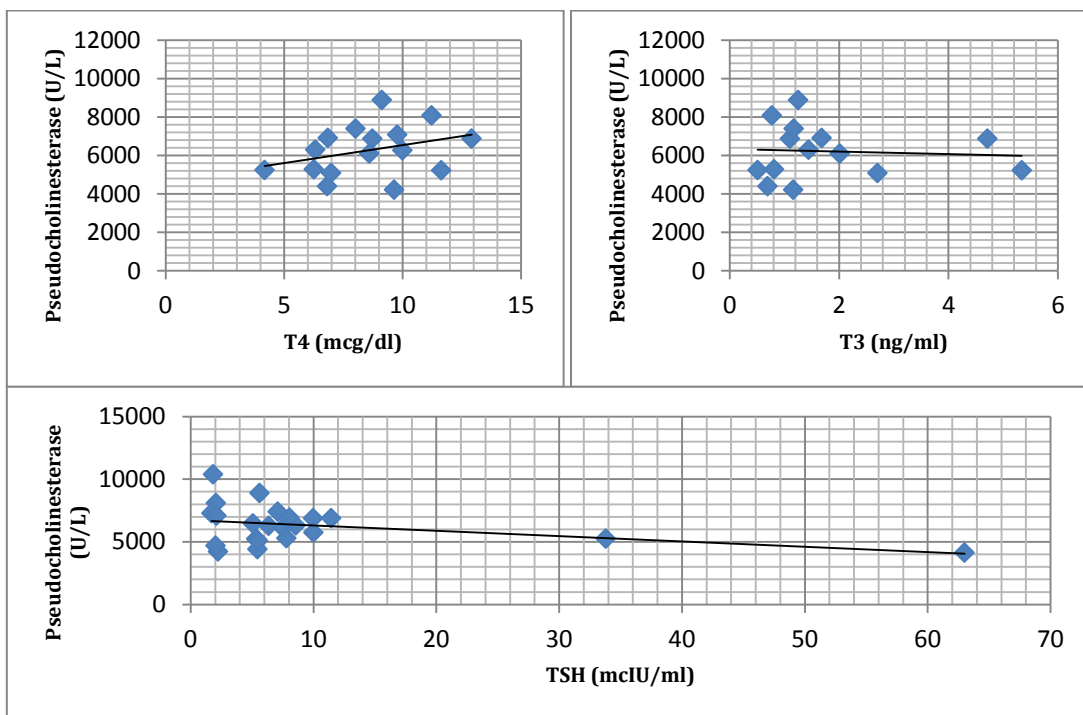 Pseudocholinesterase (U/L)
12000
10000
8000
6000
4000
2000
0
0 5 10 15
T4 (mcg/dl)
Pseudocholinesterase (U/L)
12000
10000
8000
6000
4000
2000
0
0 2 4 6
T3 (ng/ml)
Pseudocholinesterase
(U/L)
15000
10000
5000
0
0 10 20 30 40 50 60 70
TSH (mcIU/ml)